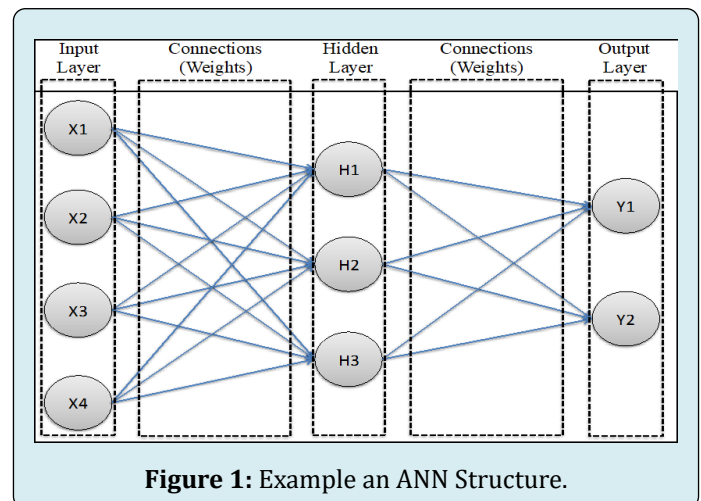 Input Layer
Connections (Weights)
Hidden Layer
Connections (Weights)
Output Layer
X1
X2
X3
X4
H1
H2
H3
Y1
Y2
Figure 1: Example an ANN Structure.